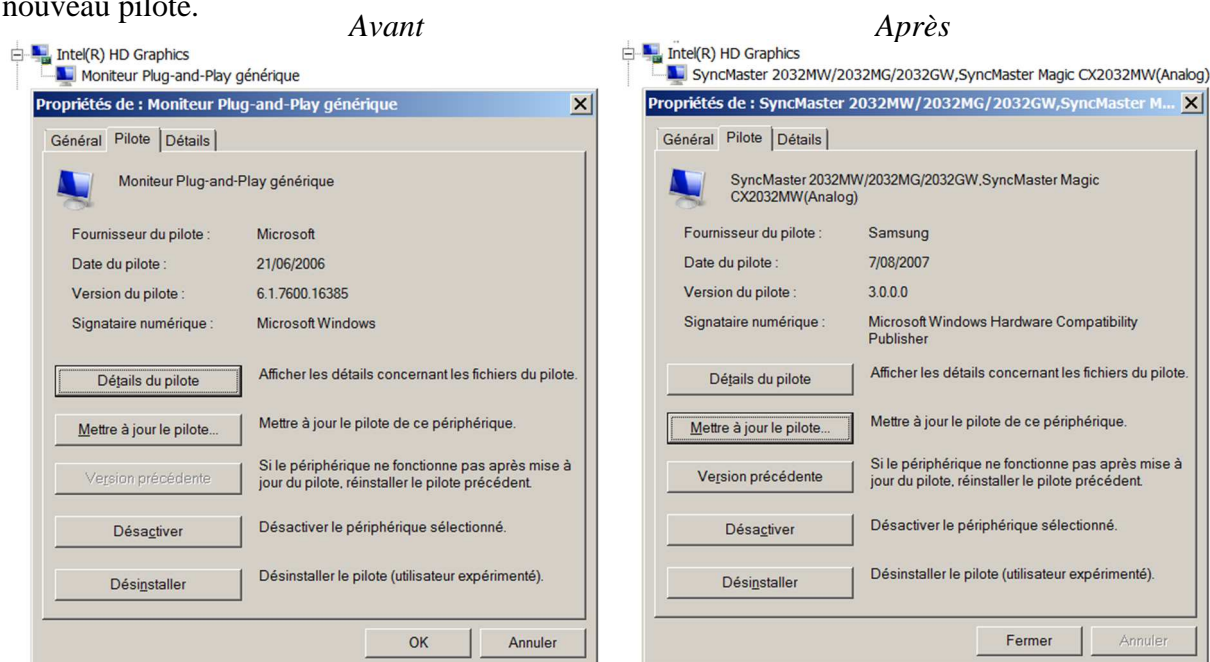 nouveau pilote.
Avant
Intel(R) HD Graphics
Moniteur Plug-and-Play générique
Propriétés de : Moniteur Plug-and-Play générique
Général Pilote Détails
Moniteur Plug-and-Play générique
Fournisseur du pilote : Microsoft
Date du pilote : 21/06/2006
Version du pilote : 6.1.7600.16385
Signataire numérique : Microsoft Windows
Détails du pilote Afficher les détails concernant les fichiers du pilote.
Mettre à jour le pilote... Mettre à jour le pilote de ce périphérique.
Version précédente Si le périphérique ne fonctionne pas après mise à
jour du pilote, réinstaller le pilote précédent.
Désactiver Désactiver le périphérique sélectionné.
Désinstaller Désinstaller le pilote (utilisateur expérimenté).
OK Annuler
Après
Intel(R) HD Graphics
SyncMaster 2032MW/2032MG/2032GW,SyncMaster Magic CX2032MW(Analog)
Propriétés de : SyncMaster 2032MW/2032MG/2032GW,SyncMaster M...
Général Pilote Détails
SyncMaster 2032MW/2032MG/2032GW,SyncMaster Magic
CX2032MW(Analog)
Fournisseur du pilote : Samsung
Date du pilote : 7/08/2007
Version du pilote : 3.0.0.0
Signataire numérique : Microsoft Windows Hardware Compatibility
Publisher
Détails du pilote Afficher les détails concernant les fichiers du pilote.
Mettre à jour le pilote... Mettre à jour le pilote de ce périphérique.
Version précédente Si le périphérique ne fonctionne pas après mise à
jour du pilote, réinstaller le pilote précédent.
Désactiver Désactiver le périphérique sélectionné.
Désinstaller Désinstaller le pilote (utilisateur expérimenté).
Fermer Annuler